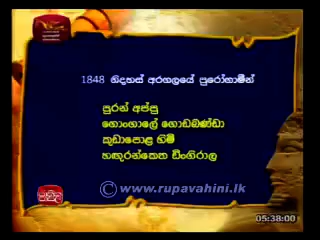 1848 නිදහස් අරගලයේ පුරෝගාමීන්
පුරන් අප්පු
ගොංගාලේ ගොඩබණ්ඩා
කුඩාපොළ හිමි
හඟුරන්කෙත ඩිංගිරාල
©www.rupavahini.lk
05:38:00